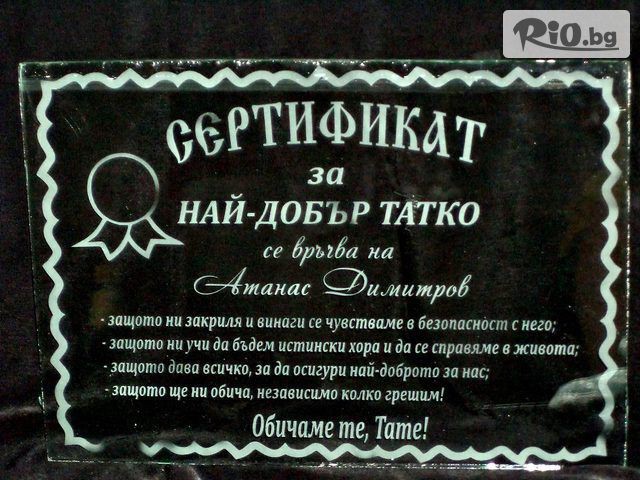 RiO.bg
СЕРТИФИКАТ
за
НАЙ-ДОБЪР ТАТКО
се връчва на
Атанас Димитров
- защото ни закриля и винаги се чувстваме в безопасност с него;
- защото ни учи да бъдем истински хора и да се справяме в живота;
- защото дава всичко, за да осигури най-доброто за нас;
- защото ще ни обича, независимо колко грешим!
Обичаме те, Тате!